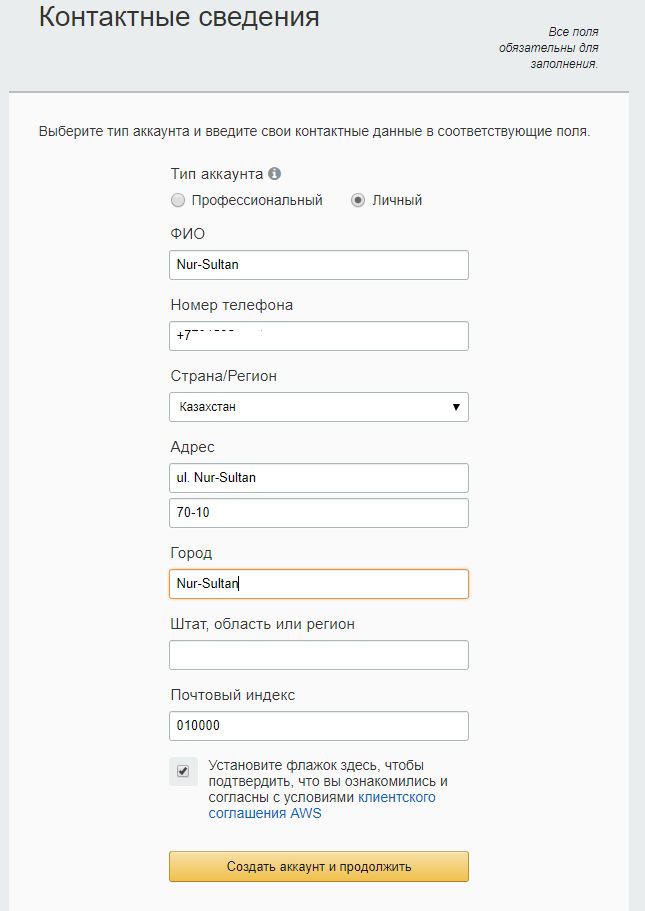 Контактные сведения
Все поля
обязательны для
заполнения.
Выберите тип аккаунта и введите свои контактные данные в соответствующие поля.
Тип аккаунта
Профессиональный Личный
ФИО
Nur-Sultan
Номер телефона
+7
Страна/Регион
Казахстан
Адрес
ul. Nur-Sultan
70-10
Город
Nur-Sultan
Штат, область или регион
Почтовый индекс
010000
Установите флажок здесь, чтобы
подтвердить, что вы ознакомились и
согласны с условиями клиентского
соглашения AWS
Создать аккаунт и продолжить